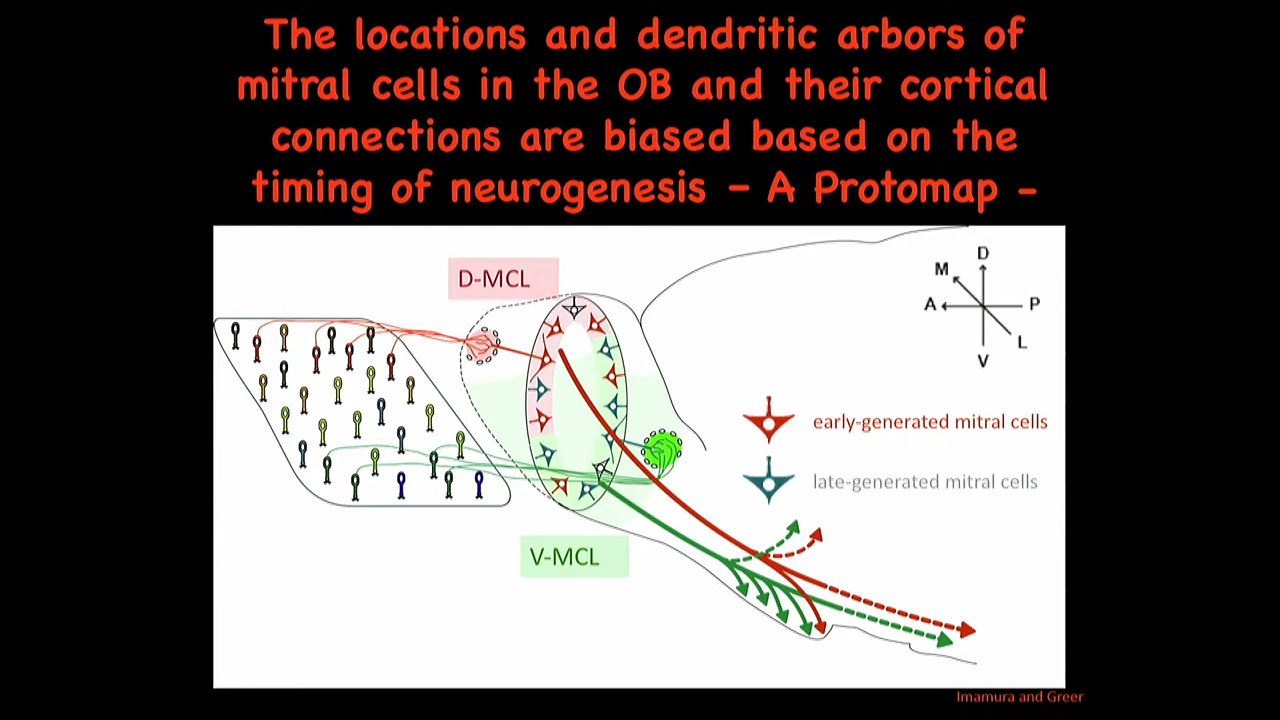 The locations and dendritic arbors of
mitral cells in the OB and their cortical
connections are biased based on the
timing of neurogenesis – A Protomap -
D-MCL
D
M
A
P
L
V
early-generated mitral cells
late-generated mitral cells
V-MCL
Imamura and Greer